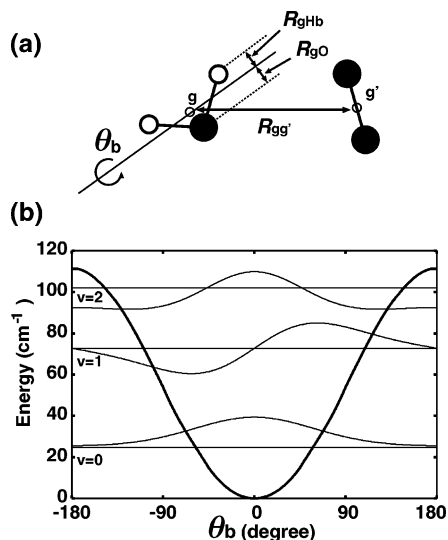 (a)
RgHb
RgO
g
g'
Rgg'
θb
(b)
Energy (cm-1)
120
100
80
60
40
20
0
v=2
v=1
v=0
-180
-90
0
90
180
θb (degree)